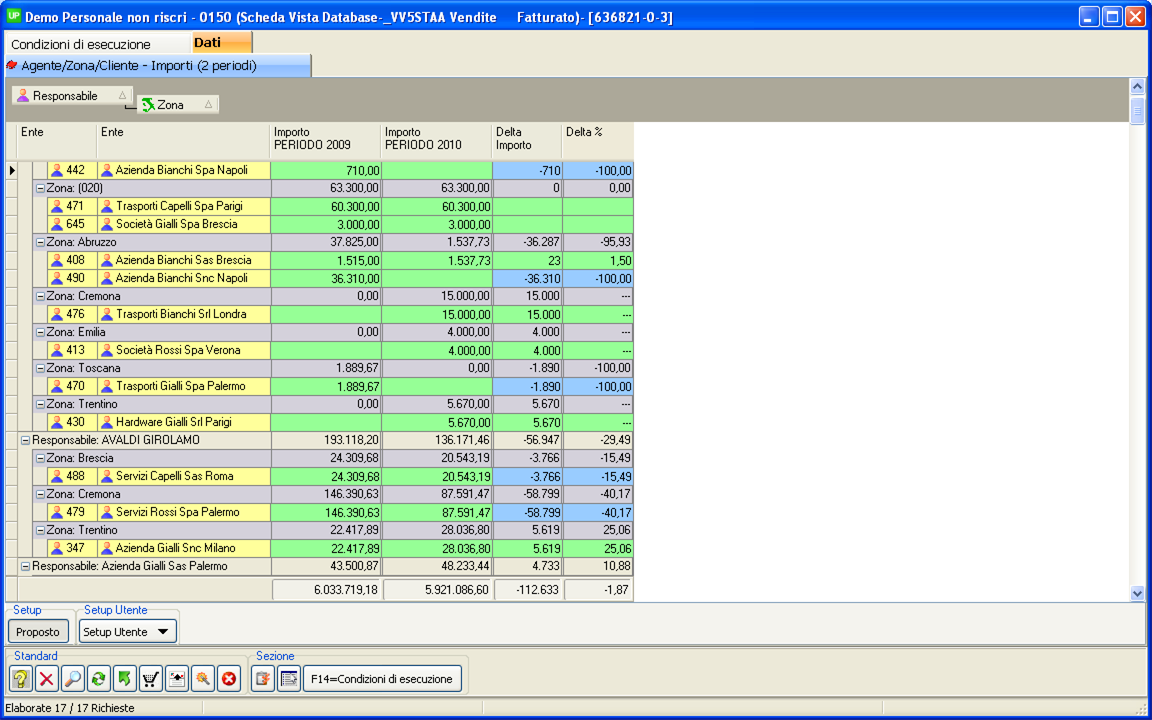 UP Demo Personale non riscri - 0150 (Scheda Vista Database-_VV5STAA Vendite Fatturato)- [636821-0-3]
Condizioni di esecuzione Dati
Agente/Zona/Cliente - Importi (2 periodi)
Responsabile
Zona
Ente Ente Importo PERIODO 2009 Importo PERIODO 2010 Delta Importo Delta %
442 Azienda Bianchi Spa Napoli 710,00 -710 -100,00
Zona: (020) 63.300,00 63.300,00 0 0,00
471 Trasporti Capelli Spa Parigi 60.300,00 60.300,00
645 Società Gialli Spa Brescia 3.000,00 3.000,00
Zona: Abruzzo 37.825,00 1.537,73 -36.287 -95,93
408 Azienda Bianchi Sas Brescia 1.515,00 1.537,73 23 1,50
490 Azienda Bianchi Snc Napoli 36.310,00 -36.310 -100,00
Zona: Cremona 0,00 15.000,00 15.000 ---
476 Trasporti Bianchi Srl Londra 15.000,00 15.000 ---
Zona: Emilia 0,00 4.000,00 4.000 ---
413 Società Rossi Spa Verona 4.000,00 4.000 ---
Zona: Toscana 1.889,67 0,00 -1.890 -100,00
470 Trasporti Gialli Spa Palermo 1.889,67 -1.890 -100,00
Zona: Trentino 0,00 5.670,00 5.670 ---
430 Hardware Gialli Srl Parigi 5.670,00 5.670 ---
Responsabile: AVALDI GIROLAMO 193.118,20 136.171,46 -56.947 -29,49
Zona: Brescia 24.309,68 20.543,19 -3.766 -15,49
488 Servizi Capelli Sas Roma 24.309,68 20.543,19 -3.766 -15,49
Zona: Cremona 146.390,63 87.591,47 -58.799 -40,17
479 Servizi Rossi Spa Palermo 146.390,63 87.591,47 -58.799 -40,17
Zona: Trentino 22.417,89 28.036,80 5.619 25,06
347 Azienda Gialli Snc Milano 22.417,89 28.036,80 5.619 25,06
Responsabile: Azienda Gialli Sas Palermo 43.500,87 48.233,44 4.733 10,88
6.033.719,18 5.921.086,60 -112.633 -1,87
Setup Setup Utente
Proposto Setup Utente
Standard Sezione
F14=Condizioni di esecuzione
Elaborate 17 / 17 Richieste